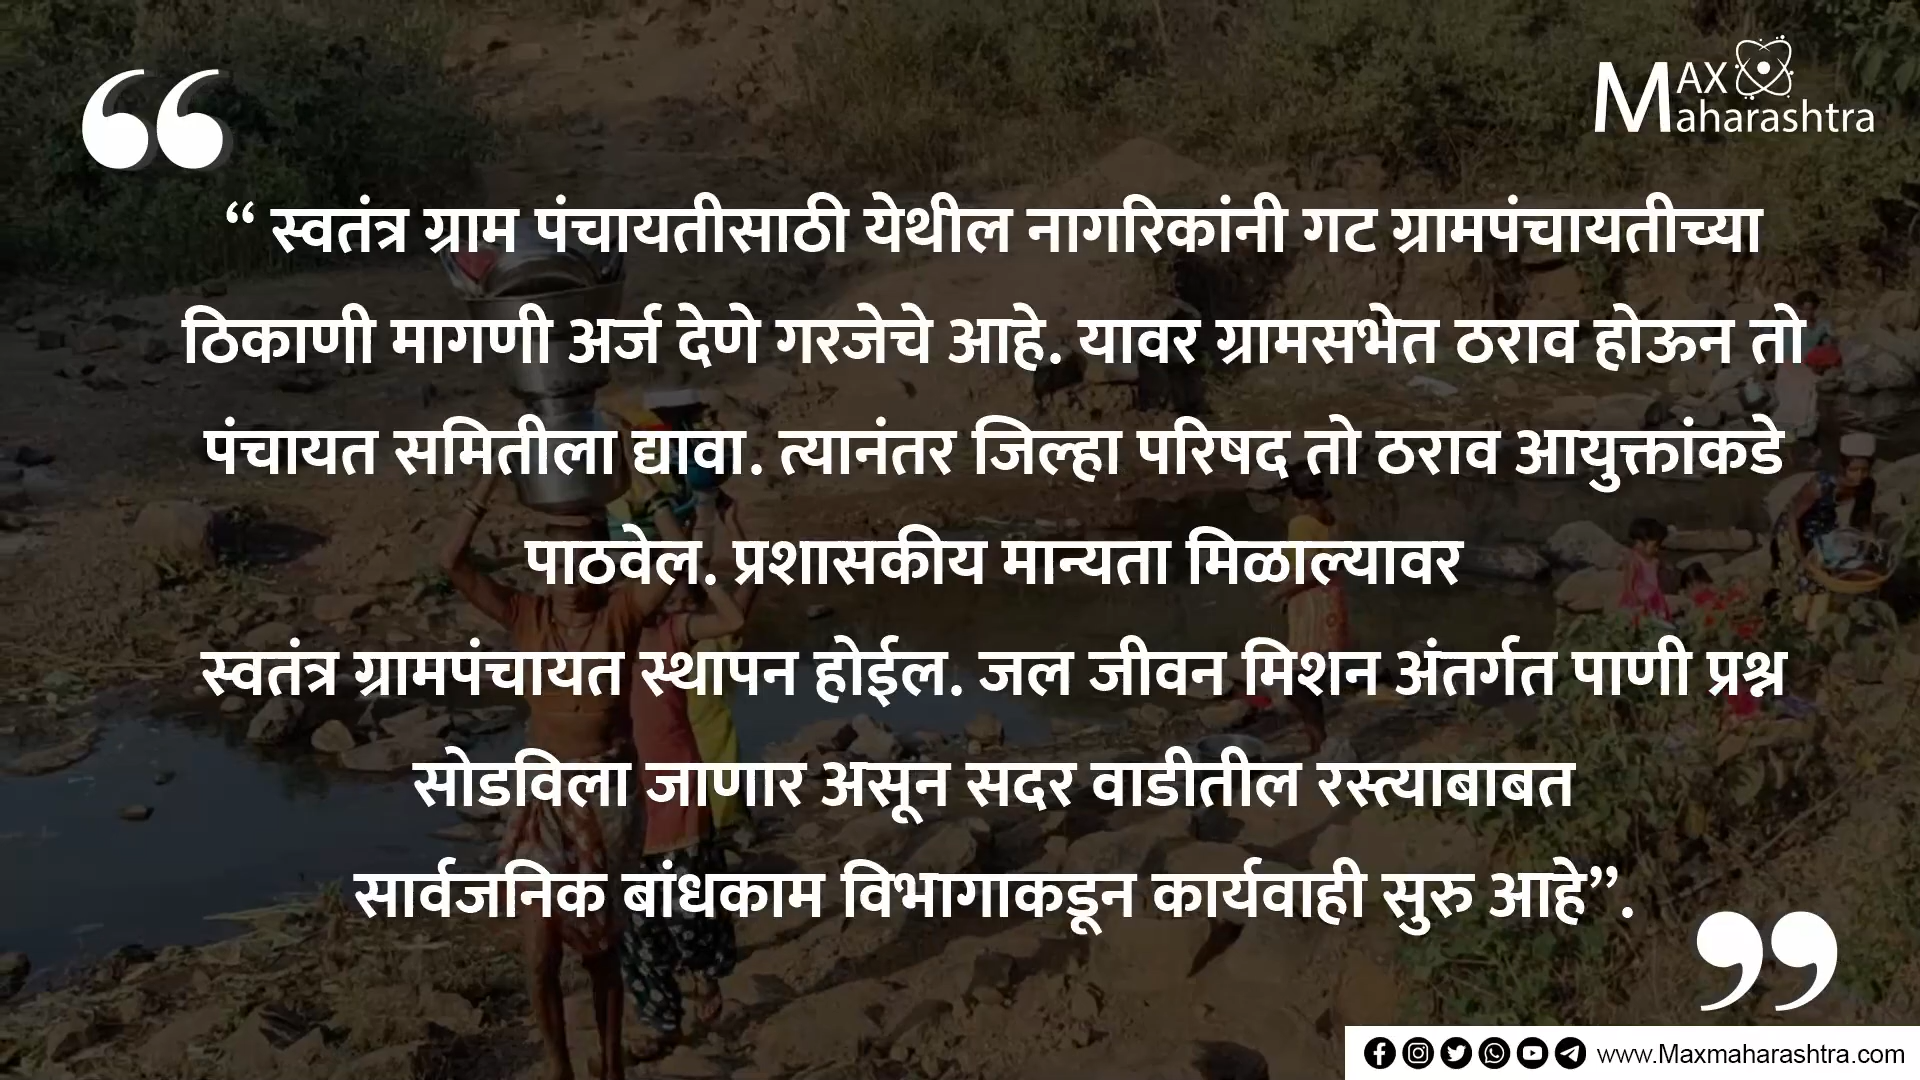 MAX
Maharashtra
“ स्वतंत्र ग्राम पंचायतीसाठी येथील नागरिकांनी गट ग्रामपंचायतीच्या
ठिकाणी मागणी अर्ज देणे गरजेचे आहे. यावर ग्रामसभेत ठराव होऊन तो
पंचायत समितीला द्यावा. त्यानंतर जिल्हा परिषद तो ठराव आयुक्तांकडे
पाठवेल. प्रशासकीय मान्यता मिळाल्यावर
स्वतंत्र ग्रामपंचायत स्थापन होईल. जल जीवन मिशन अंतर्गत पाणी प्रश्न
सोडविला जाणार असून सदर वाडीतील रस्त्याबाबत
सार्वजनिक बांधकाम विभागाकडून कार्यवाही सुरु आहे”.
www.Maxmaharashtra.com